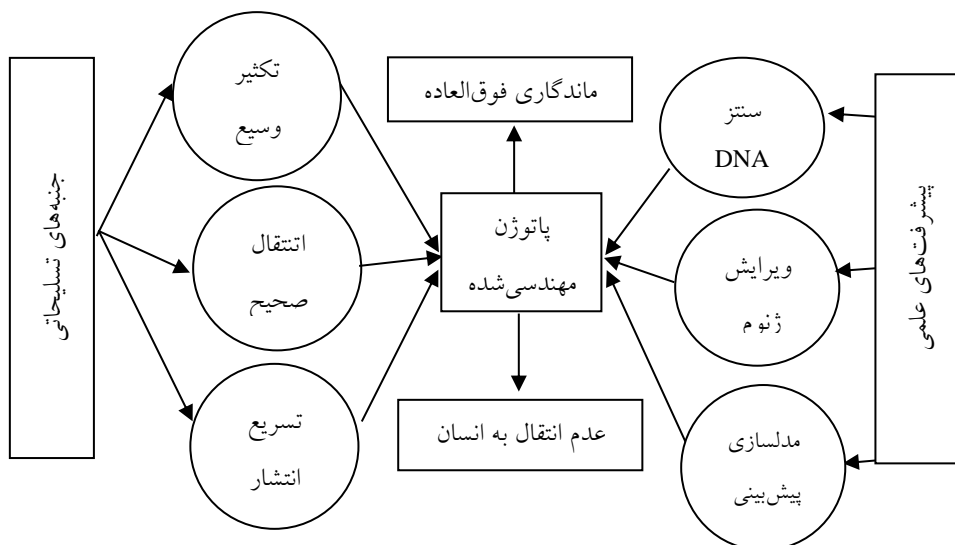 پیشرفت‌های علمی
سنتز
DNA
ویرایش
ژنوم
مدلسازی
پیش‌بینی
ماندگاری فوق‌العاده
پاتوژن
مهندسی‌شده
عدم انتقال به انسان
تکثیر
وسیع
اتنتقال
صحیح
تسریع
انتشار
جنبه‌های تسلیحاتی